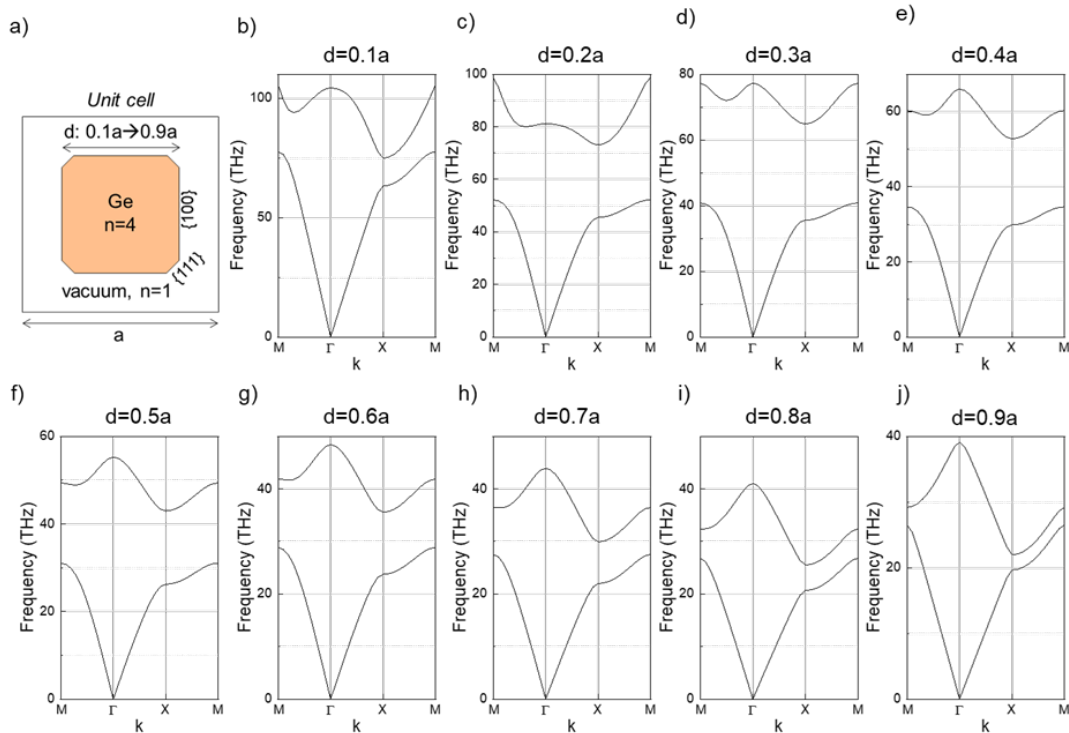 a)
Unit cell
d: 0.1a→0.9a
Ge
n=4
{100}
{111}
vacuum, n=1
a
b)
d=0.1a
Frequency (THz)
100
50
0
M Γ X M
k
c)
d=0.2a
Frequency (THz)
100
80
60
40
20
0
M Γ X M
k
d)
d=0.3a
Frequency (THz)
80
60
40
20
0
M Γ X M
k
e)
d=0.4a
Frequency (THz)
80
60
40
20
0
M Γ X M
k
f)
d=0.5a
Frequency (THz)
60
40
20
0
M Γ X M
k
g)
d=0.6a
Frequency (THz)
40
20
0
M Γ X M
k
h)
d=0.7a
Frequency (THz)
40
20
0
M Γ X M
k
i)
d=0.8a
Frequency (THz)
40
20
0
M Γ X M
k
j)
d=0.9a
Frequency (THz)
40
20
0
M Γ X M
k